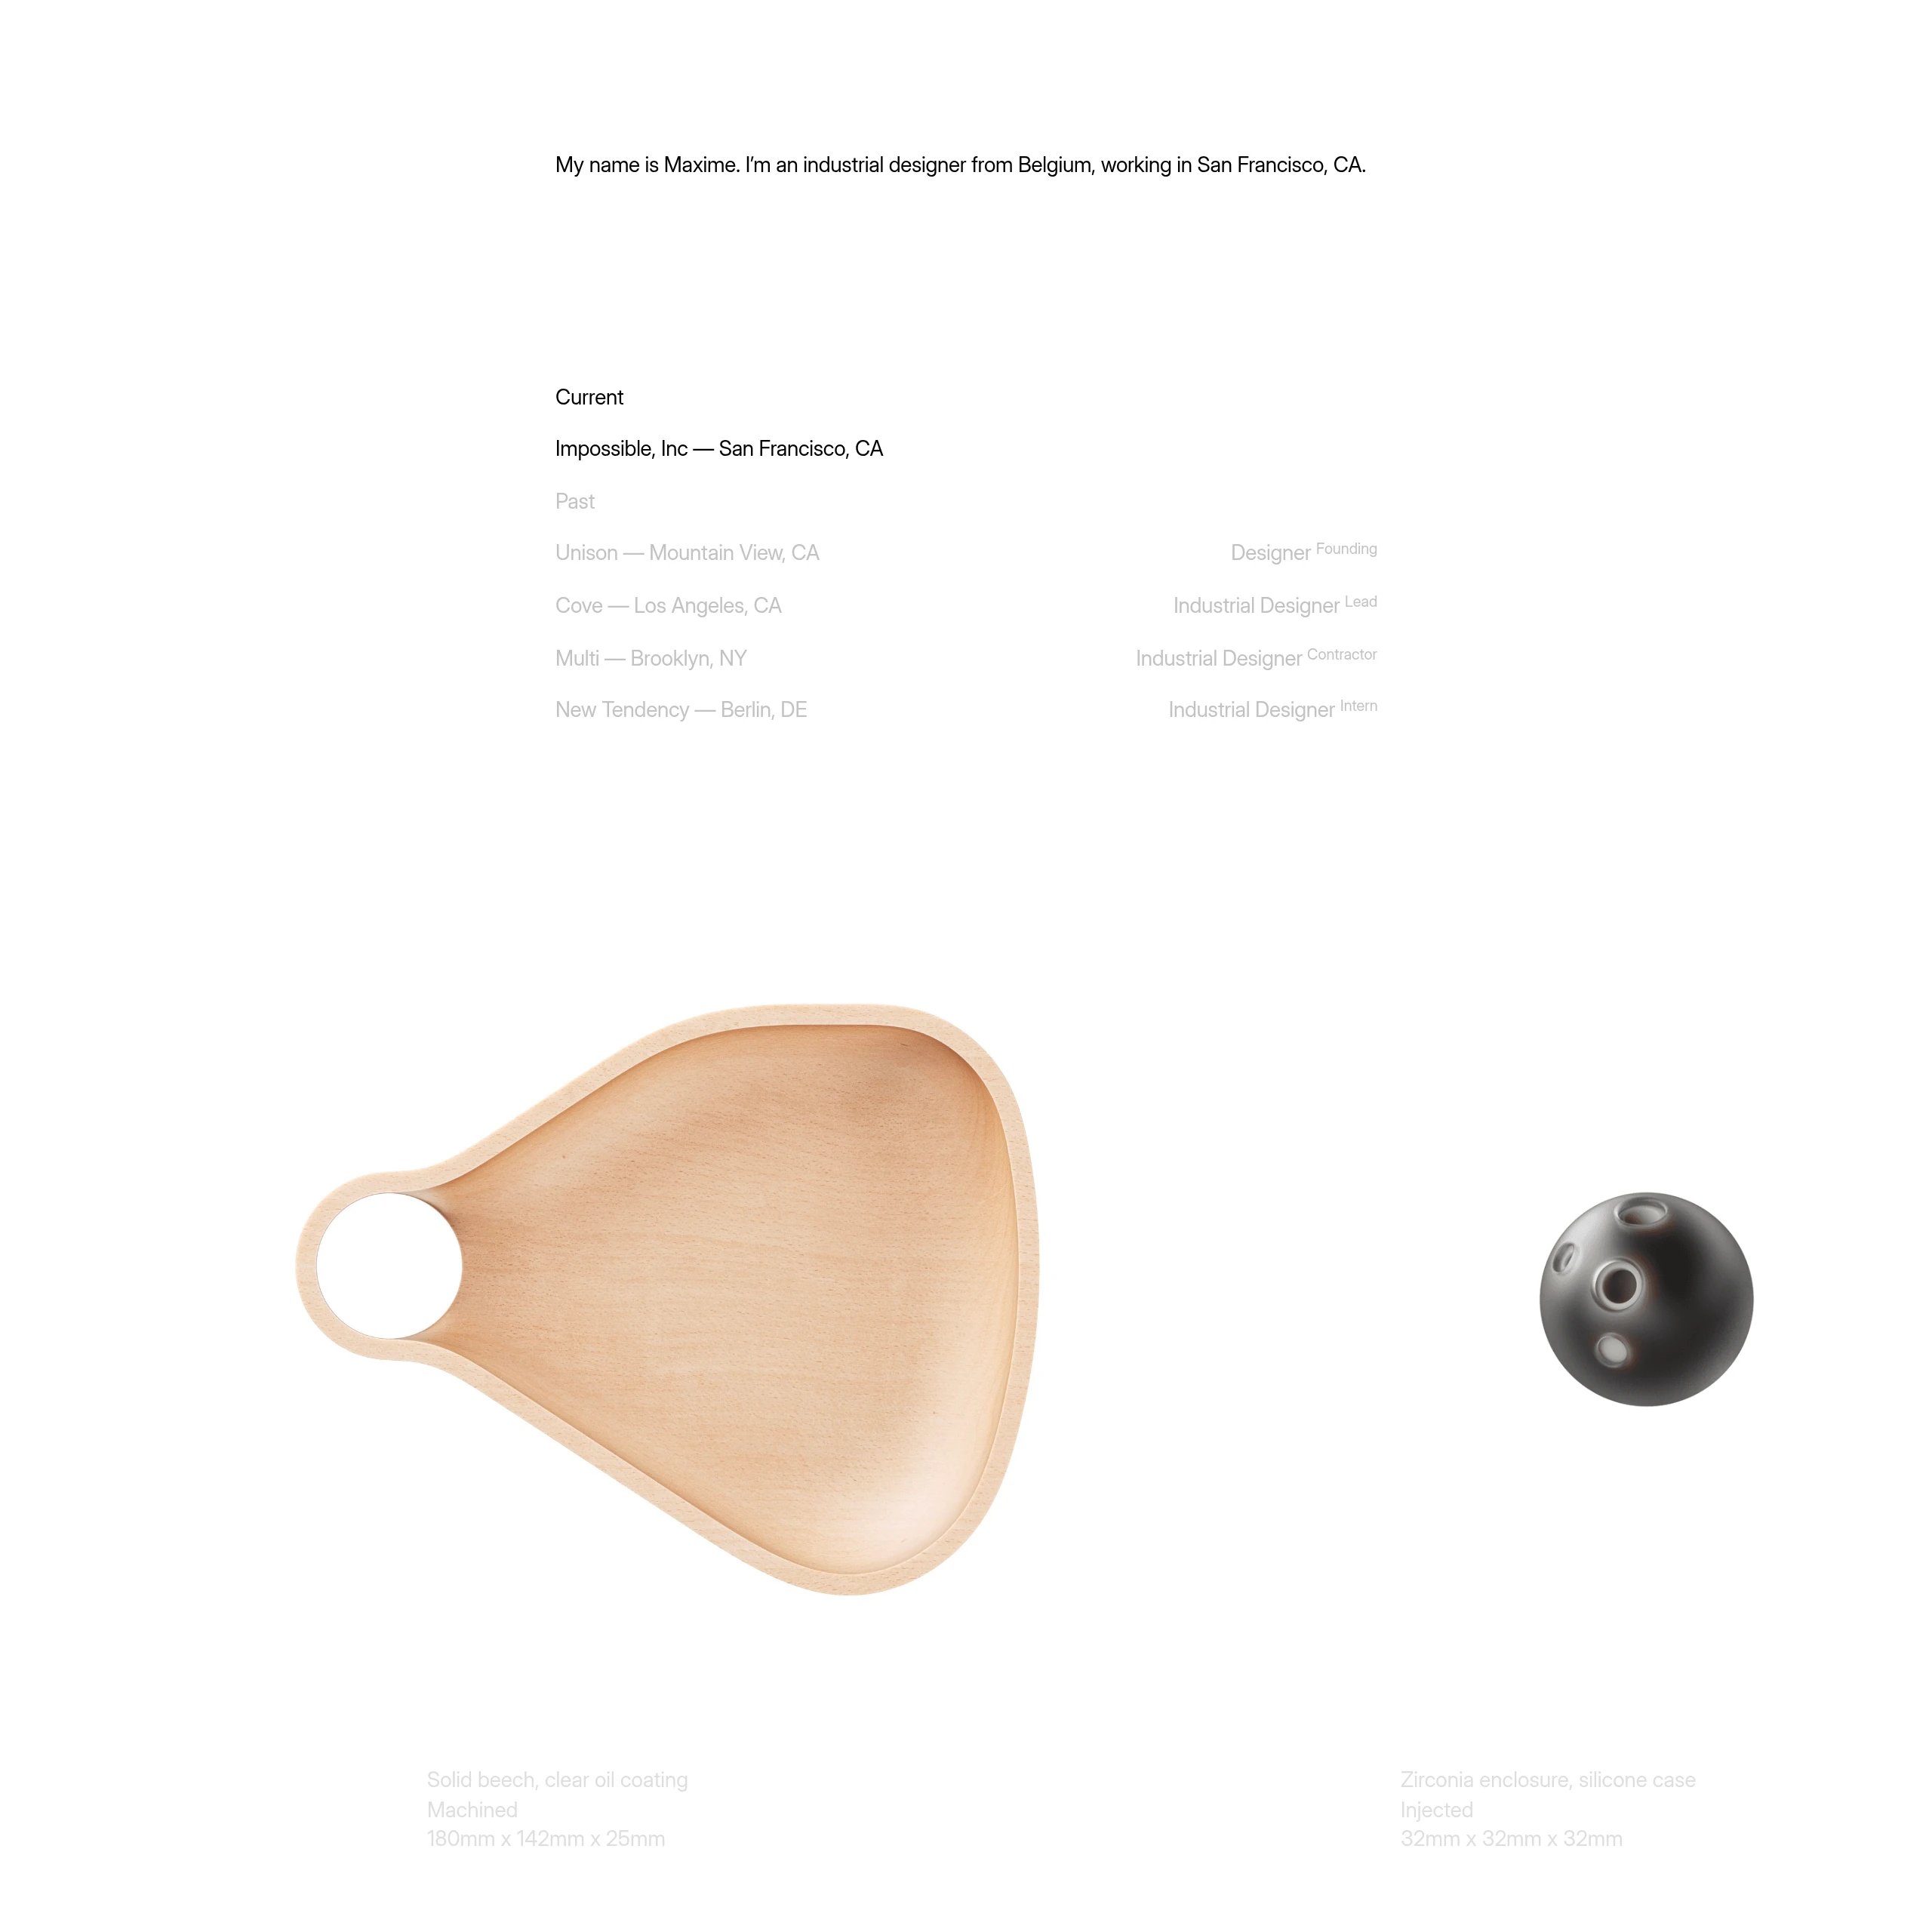 My name is Maxime. I’m an industrial designer from Belgium, working in San Francisco, CA.
Current
Impossible, Inc — San Francisco, CA
Past
Unison — Mountain View, CA Designer Founding
Cove — Los Angeles, CA Industrial Designer Lead
Multi — Brooklyn, NY Industrial Designer Contractor
New Tendency — Berlin, DE Industrial Designer Intern
Solid beech, clear oil coating
Machined
180mm x 142mm x 25mm
Zirconia enclosure, silicone case
Injected
32mm x 32mm x 32mm